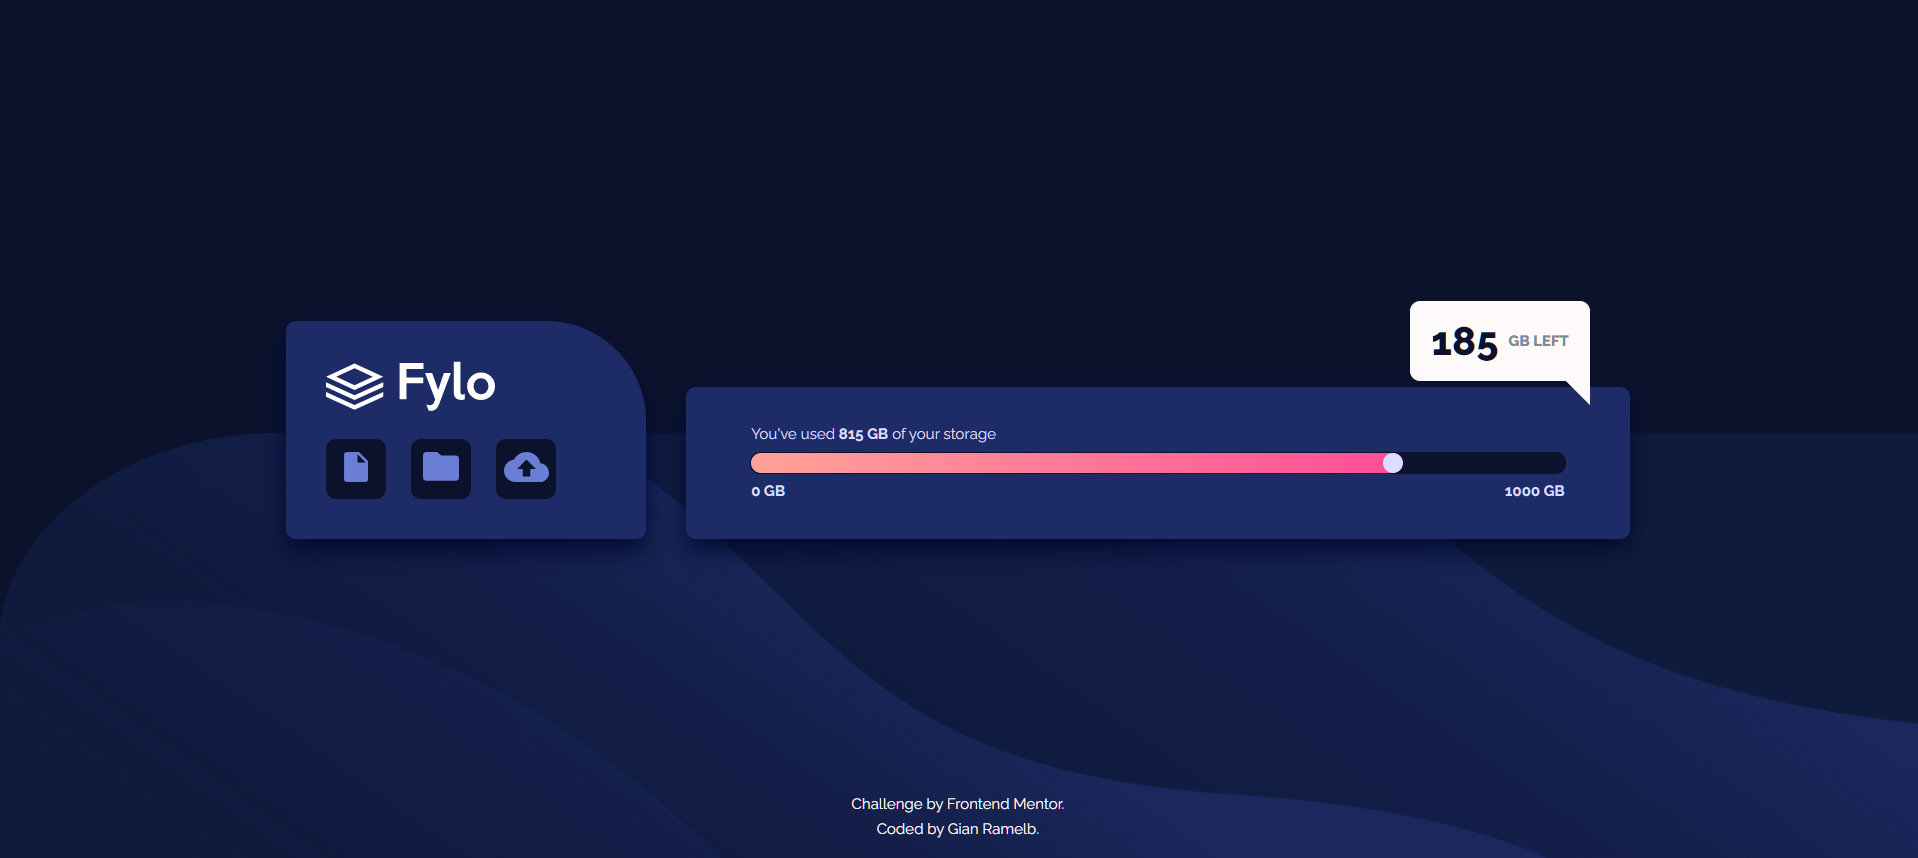 Fylo
185 GB LEFT
You've used 815 GB of your storage
0 GB 1000 GB
Challenge by Frontend Mentor.
Coded by Gian Ramelb.